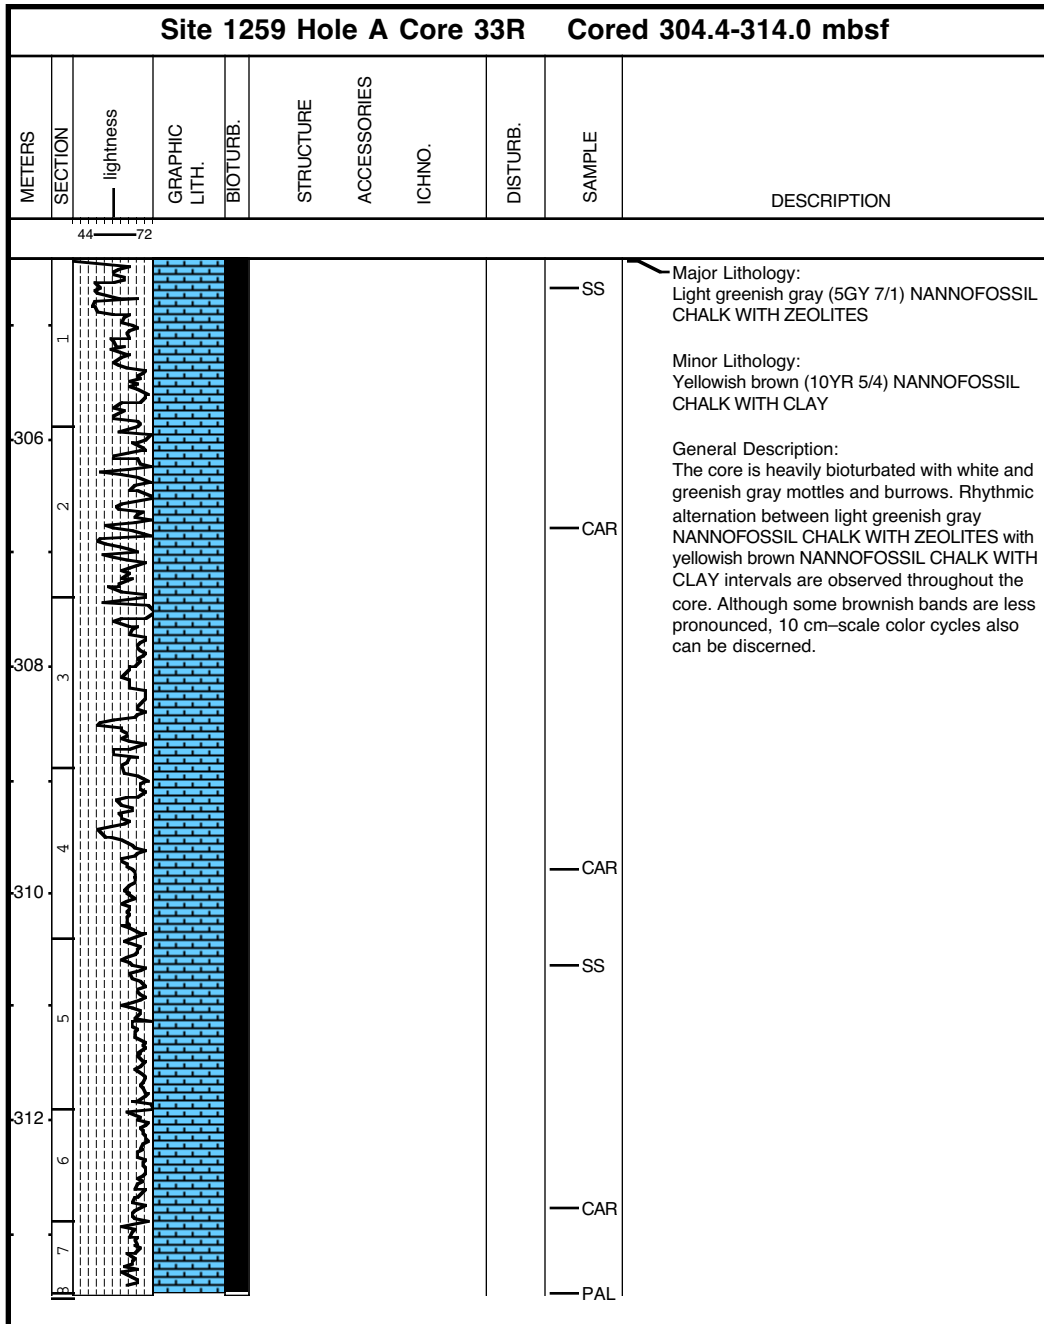 Site 1259 Hole A Core 33R Cored 304.4-314.0 mbsf
METERS
SECTION
lightness
GRAPHIC
LITH.
BIOTURB.
STRUCTURE
ACCESSORIES
ICHNO.
DISTURB.
SAMPLE
DESCRIPTION
44 72
Major Lithology:
Light greenish gray (5GY 7/1) NANNOFOSSIL
CHALK WITH ZEOLITES
Minor Lithology:
Yellowish brown (10YR 5/4) NANNOFOSSIL
CHALK WITH CLAY
General Description:
The core is heavily bioturbated with white and
greenish gray mottles and burrows. Rhythmic
alternation between light greenish gray
NANNOFOSSIL CHALK WITH ZEOLITES with
yellowish brown NANNOFOSSIL CHALK WITH
CLAY intervals are observed throughout the
core. Although some brownish bands are less
pronounced, 10 cm–scale color cycles also
can be discerned.
SS
1
306
2
CAR
308
3
4
CAR
310
SS
5
312
6
CAR
7
8
PAL